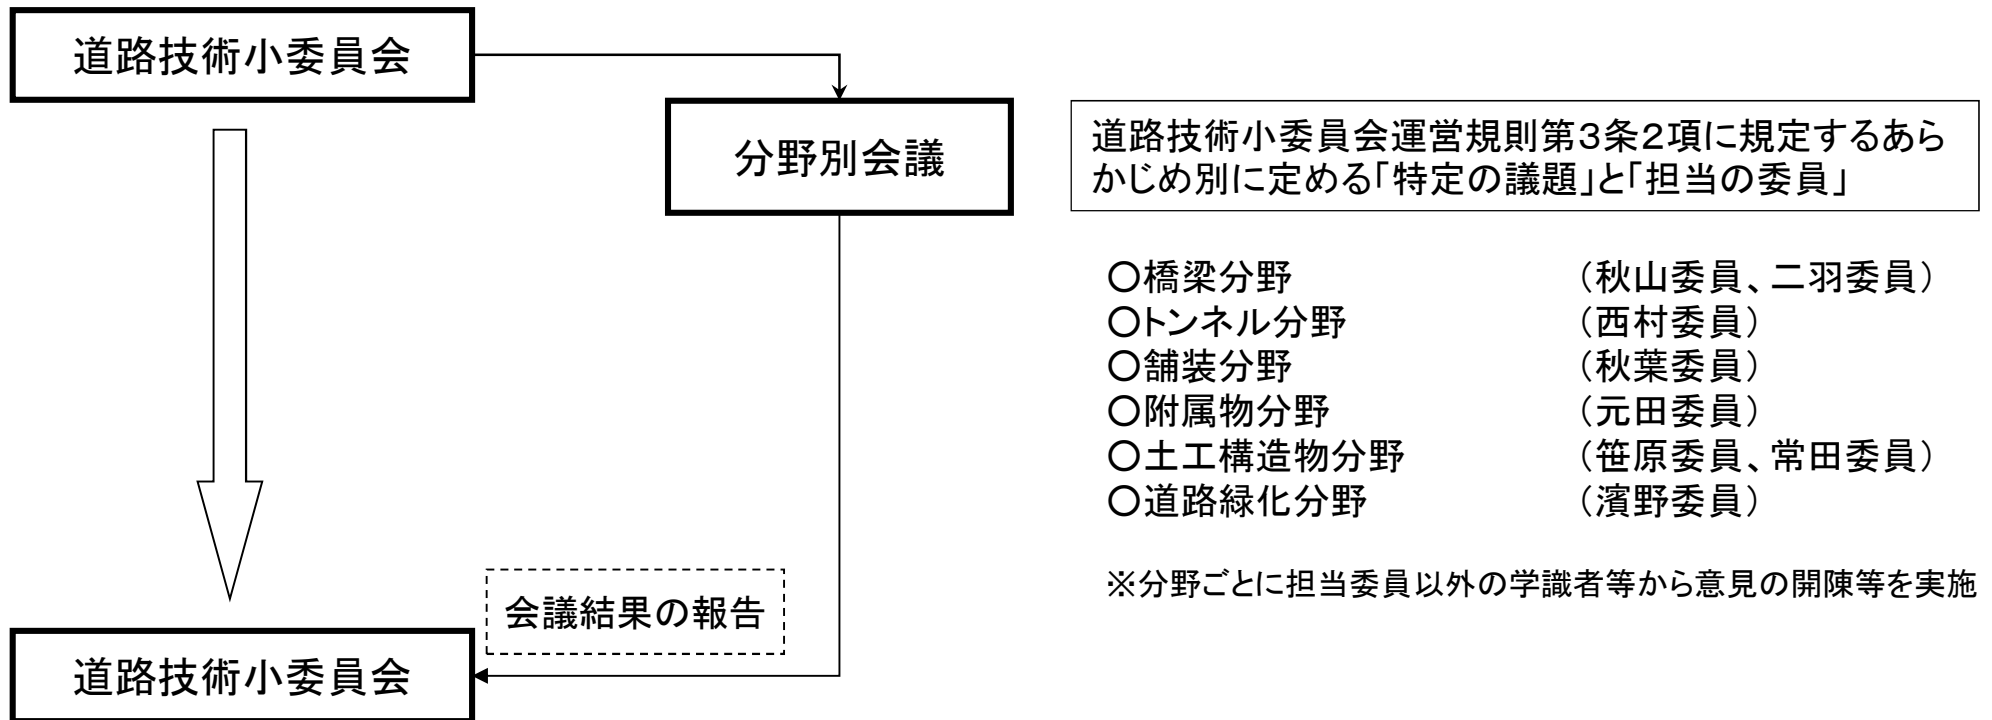 道路技術小委員会
分野別会議
道路技術小委員会運営規則第3条2項に規定するあら
かじめ別に定める「特定の議題」と「担当の委員」
〇橋梁分野 (秋山委員、二羽委員)
〇トンネル分野 (西村委員)
〇舗装分野 (秋葉委員)
〇附属物分野 (元田委員)
〇土工構造物分野 (笹原委員、常田委員)
〇道路緑化分野 (濱野委員)
※分野ごとに担当委員以外の学識者等から意見の開陳等を実施
会議結果の報告
道路技術小委員会